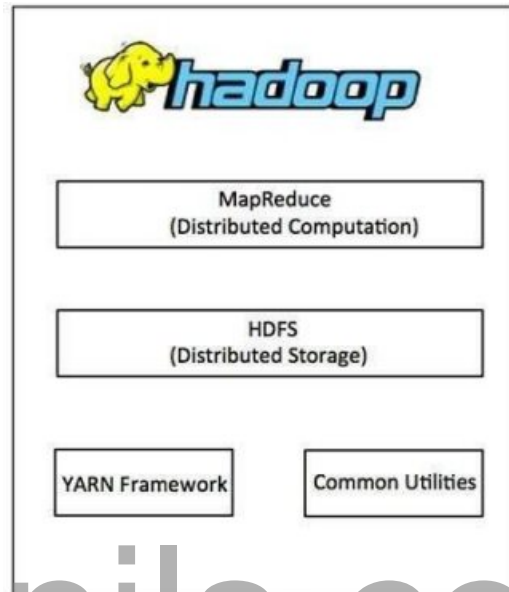 hadoop
MapReduce
(Distributed Computation)
HDFS
(Distributed Storage)
YARN Framework
Common Utilities